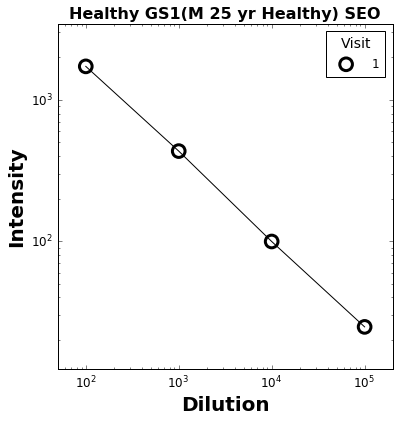 Healthy GS1(M 25 yr Healthy) SEO
Visit
1
10³
10²
Intensity
10² 10³ 10⁴ 10⁵
Dilution